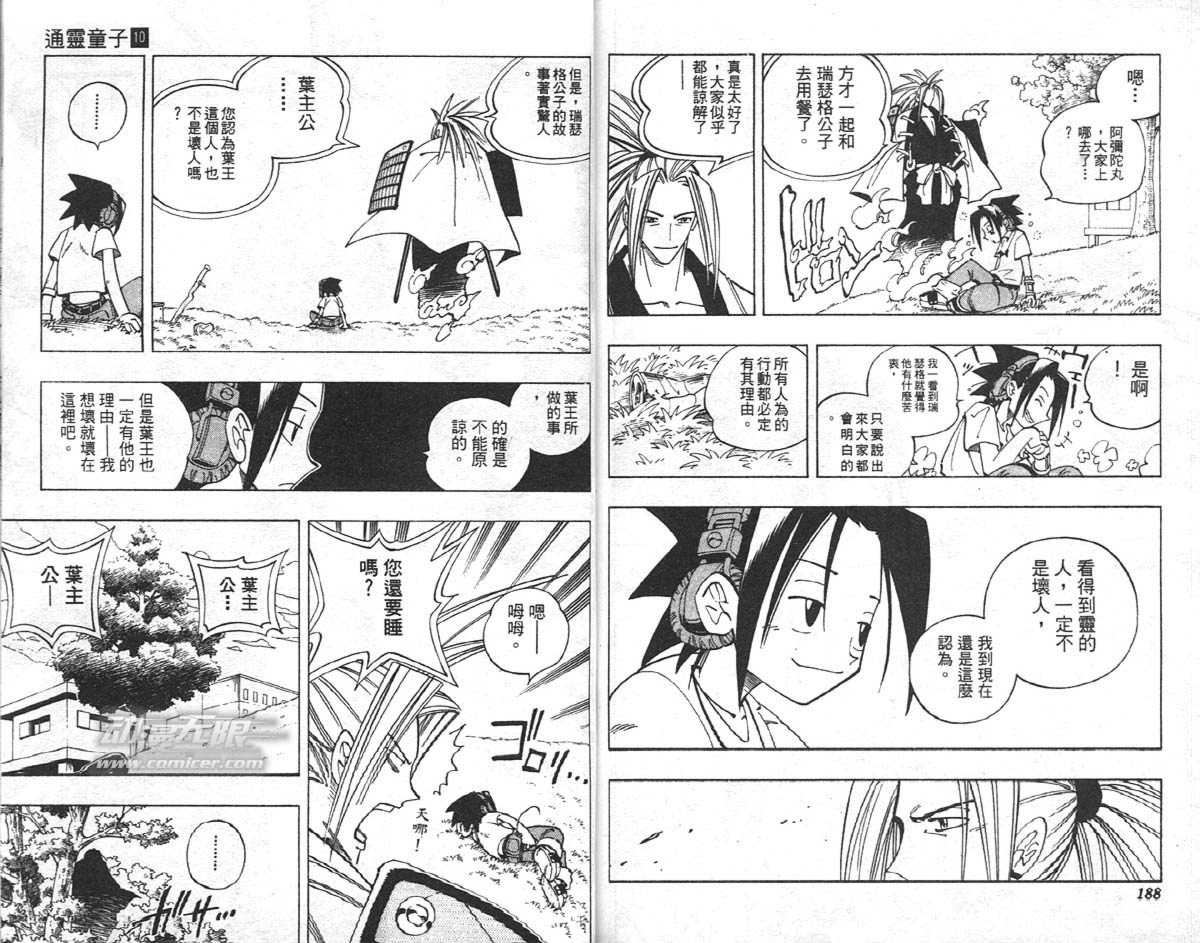 通靈童子10
嗯…
阿彌陀丸
，大家上
哪去了…
？
方才一起和
瑞瑟格公子
去用餐了。
真是太好了
，大家似乎
都能諒解了
——
是啊
！
我一看到瑞
瑟格就覺得
他有什麼苦
衷，
只要說出
來大家都
會明白的
。
所有人為的
行動都必定
有其理由。
看得到靈的
人，一定不
是壞人，
我到現在
還是這麼
認為。
188
但是，瑞瑟
格公子的故
事著實驚人
。
葉主公
……
您認為葉王
這個人，也
不是壞人嗎
？
………
葉王所
做的事
，
的確是
不能原
諒的。
但是葉王也
一定有他的
理由——我
想壞就壞在
這裡吧。
嗯——
呣呣。
您還要睡
嗎？
ゴロ…
天哪！
葉主
公…
葉主
公—
………
ガサ…
动漫无限
www.comicer.com